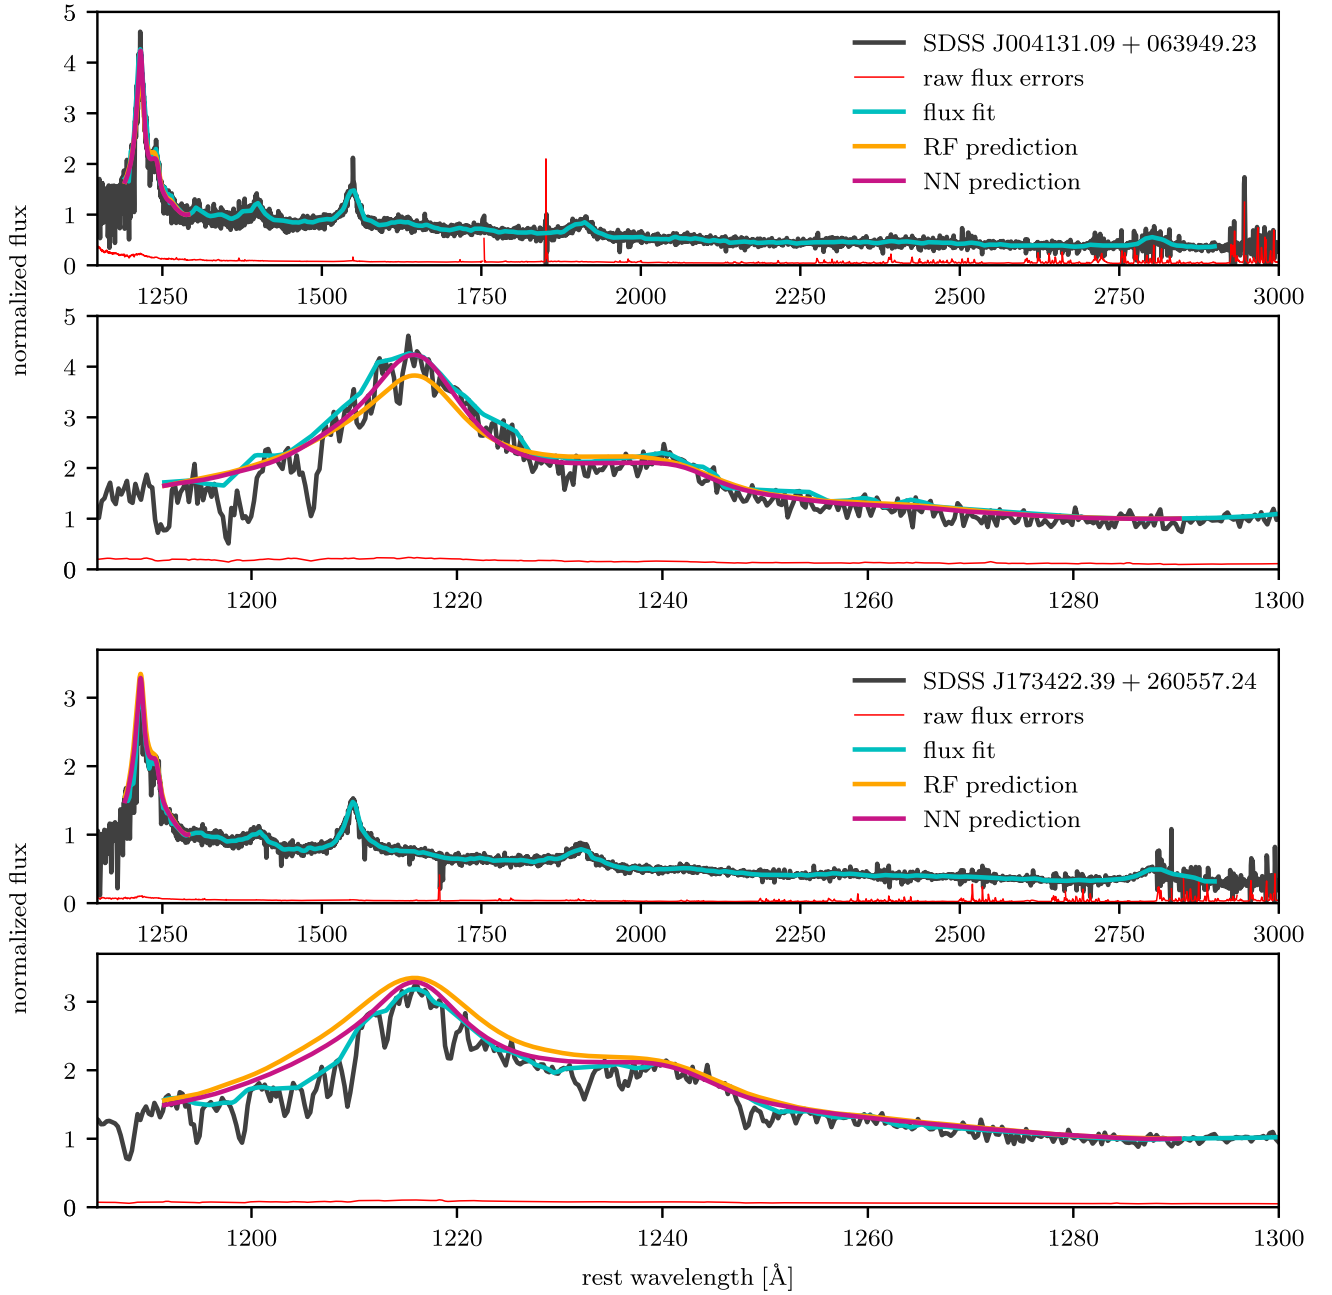 5
4
3
2
1
0
SDSS J004131.09 + 063949.23
raw flux errors
flux fit
RF prediction
NN prediction
1250 1500 1750 2000 2250 2500 2750 3000
normalized flux
5
4
3
2
1
0
1200 1220 1240 1260 1280 1300
3
2
1
0
SDSS J173422.39 + 260557.24
raw flux errors
flux fit
RF prediction
NN prediction
1250 1500 1750 2000 2250 2500 2750 3000
normalized flux
3
2
1
0
1200 1220 1240 1260 1280 1300
rest wavelength [Å]